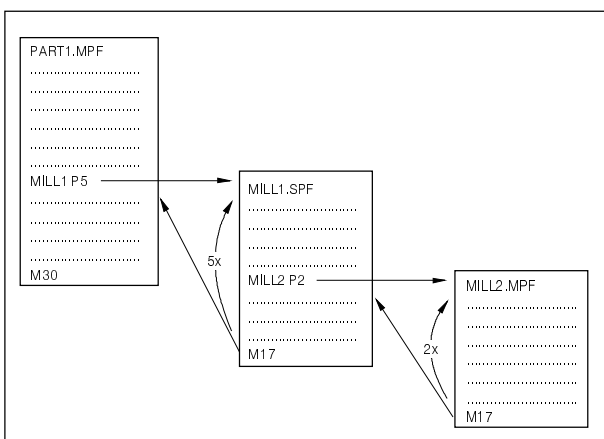 PART1.MPF
MILL1 P5
M30
5x
MILL1.SPF
MILL2 P2
M17
2x
MILL2.MPF
M17